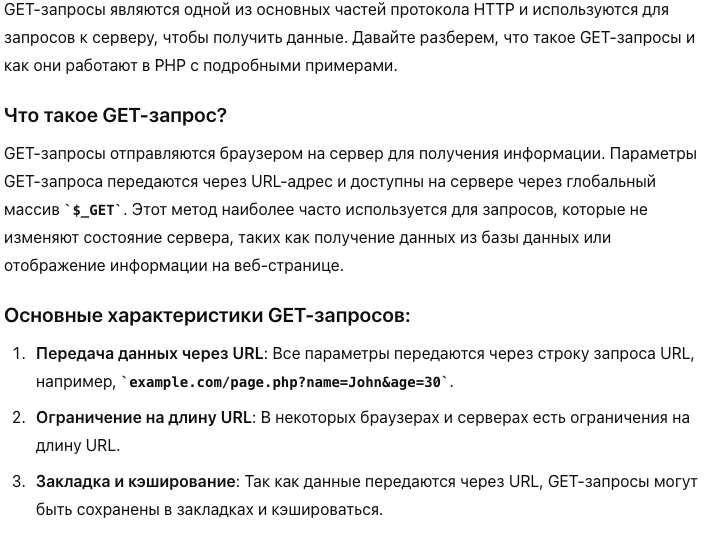 GET-запросы являются одной из основных частей протокола HTTP и используются для
запросов к серверу, чтобы получить данные. Давайте разберем, что такое GET-запросы и
как они работают в PHP с подробными примерами.
Что такое GET-запрос?
GET-запросы отправляются браузером на сервер для получения информации. Параметры
GET-запроса передаются через URL-адрес и доступны на сервере через глобальный
массив `$_GET`. Этот метод наиболее часто используется для запросов, которые не
изменяют состояние сервера, таких как получение данных из базы данных или
отображение информации на веб-странице.
Основные характеристики GET-запросов:
1. Передача данных через URL: Все параметры передаются через строку запроса URL,
например, `example.com/page.php?name=John&age=30`.
2. Ограничение на длину URL: В некоторых браузерах и серверах есть ограничения на
длину URL.
3. Закладка и кэширование: Так как данные передаются через URL, GET-запросы могут
быть сохранены в закладках и кэшироваться.